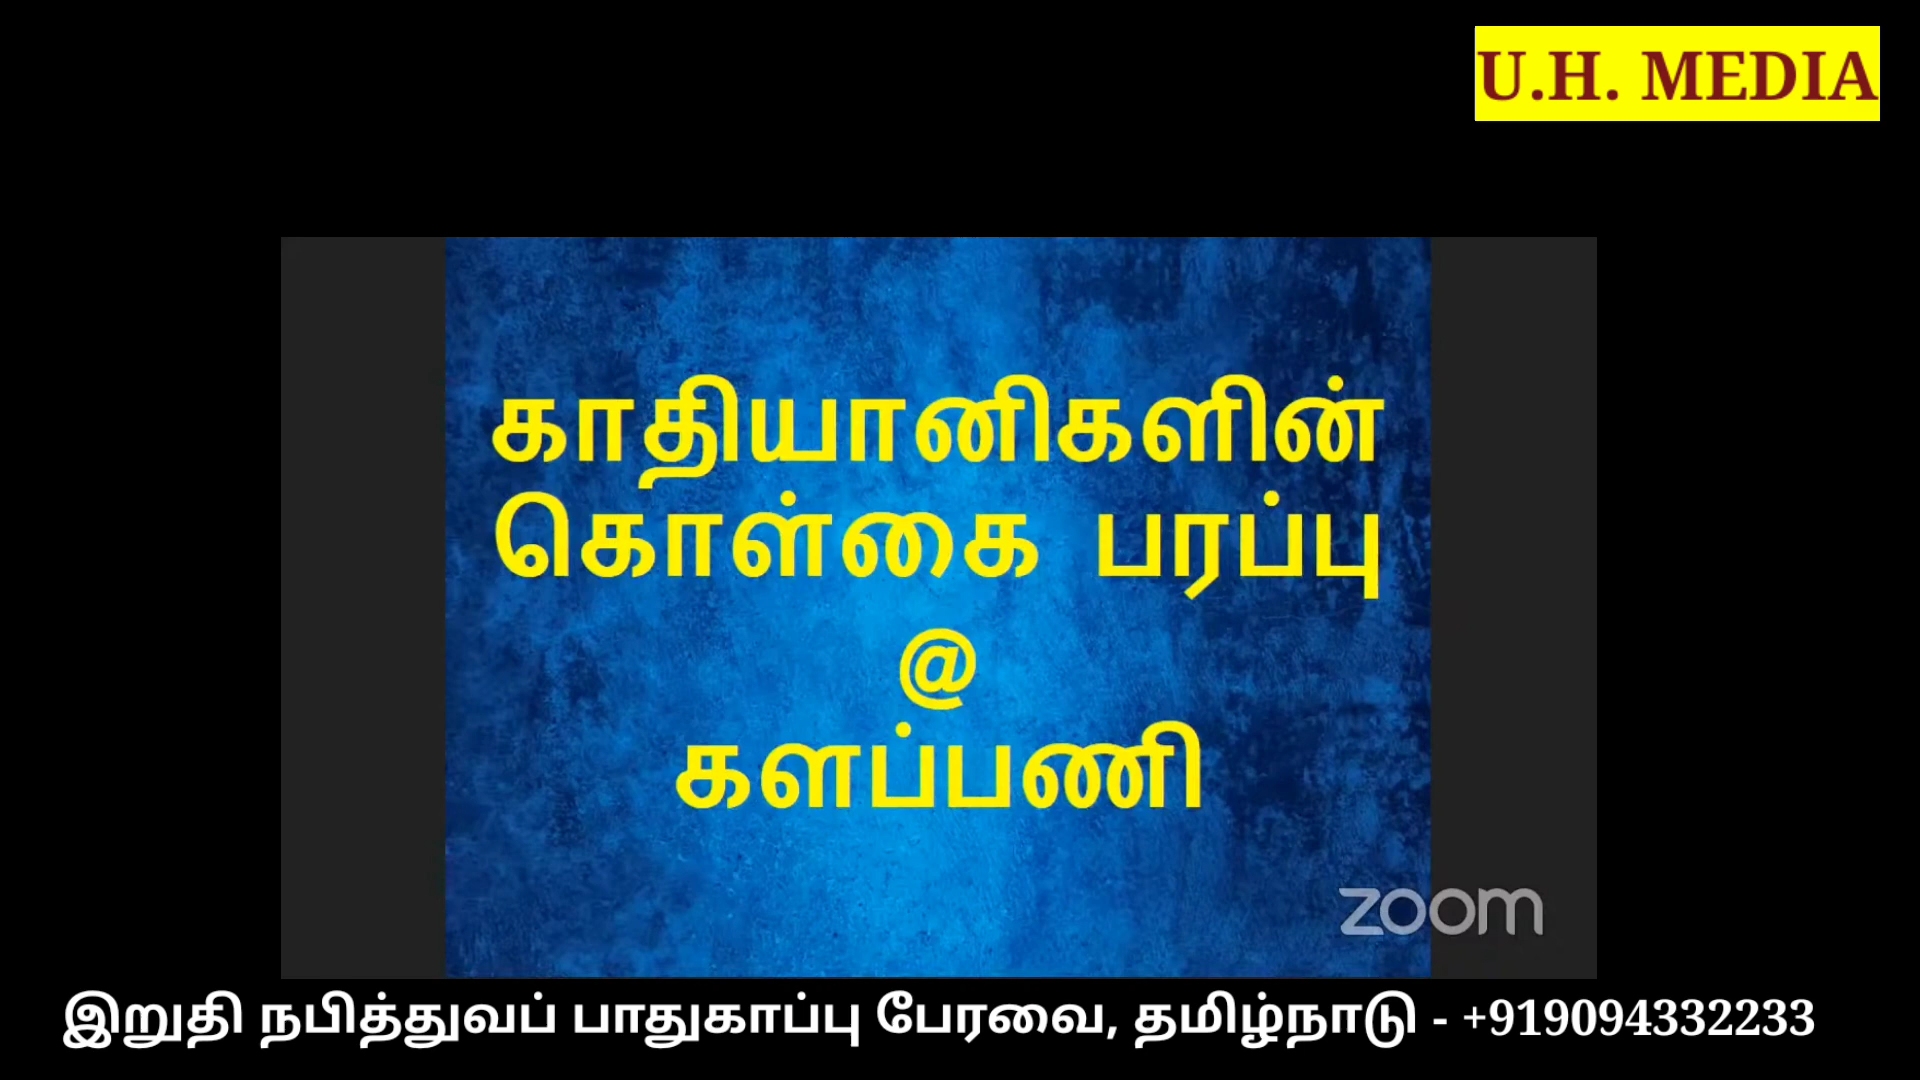 U.H. MEDIA
காதியானிகளின்
கொள்கை பரப்பு
@
களப்பணி
zoom
இறுதி நபித்துவப் பாதுகாப்பு பேரவை, தமிழ்நாடு - +919094332233